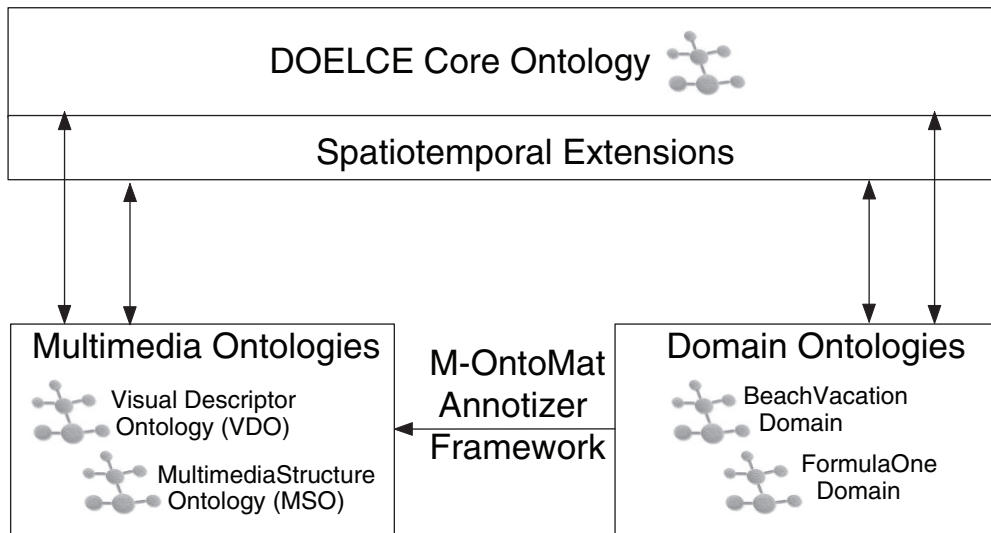 DOELCE Core Ontology
Spatiotemporal Extensions
Multimedia Ontologies
Visual Descriptor
Ontology (VDO)
MultimediaStructure
Ontology (MSO)
M-OntoMat
Annotizer
Framework
Domain Ontologies
BeachVacation
Domain
FormulaOne
Domain